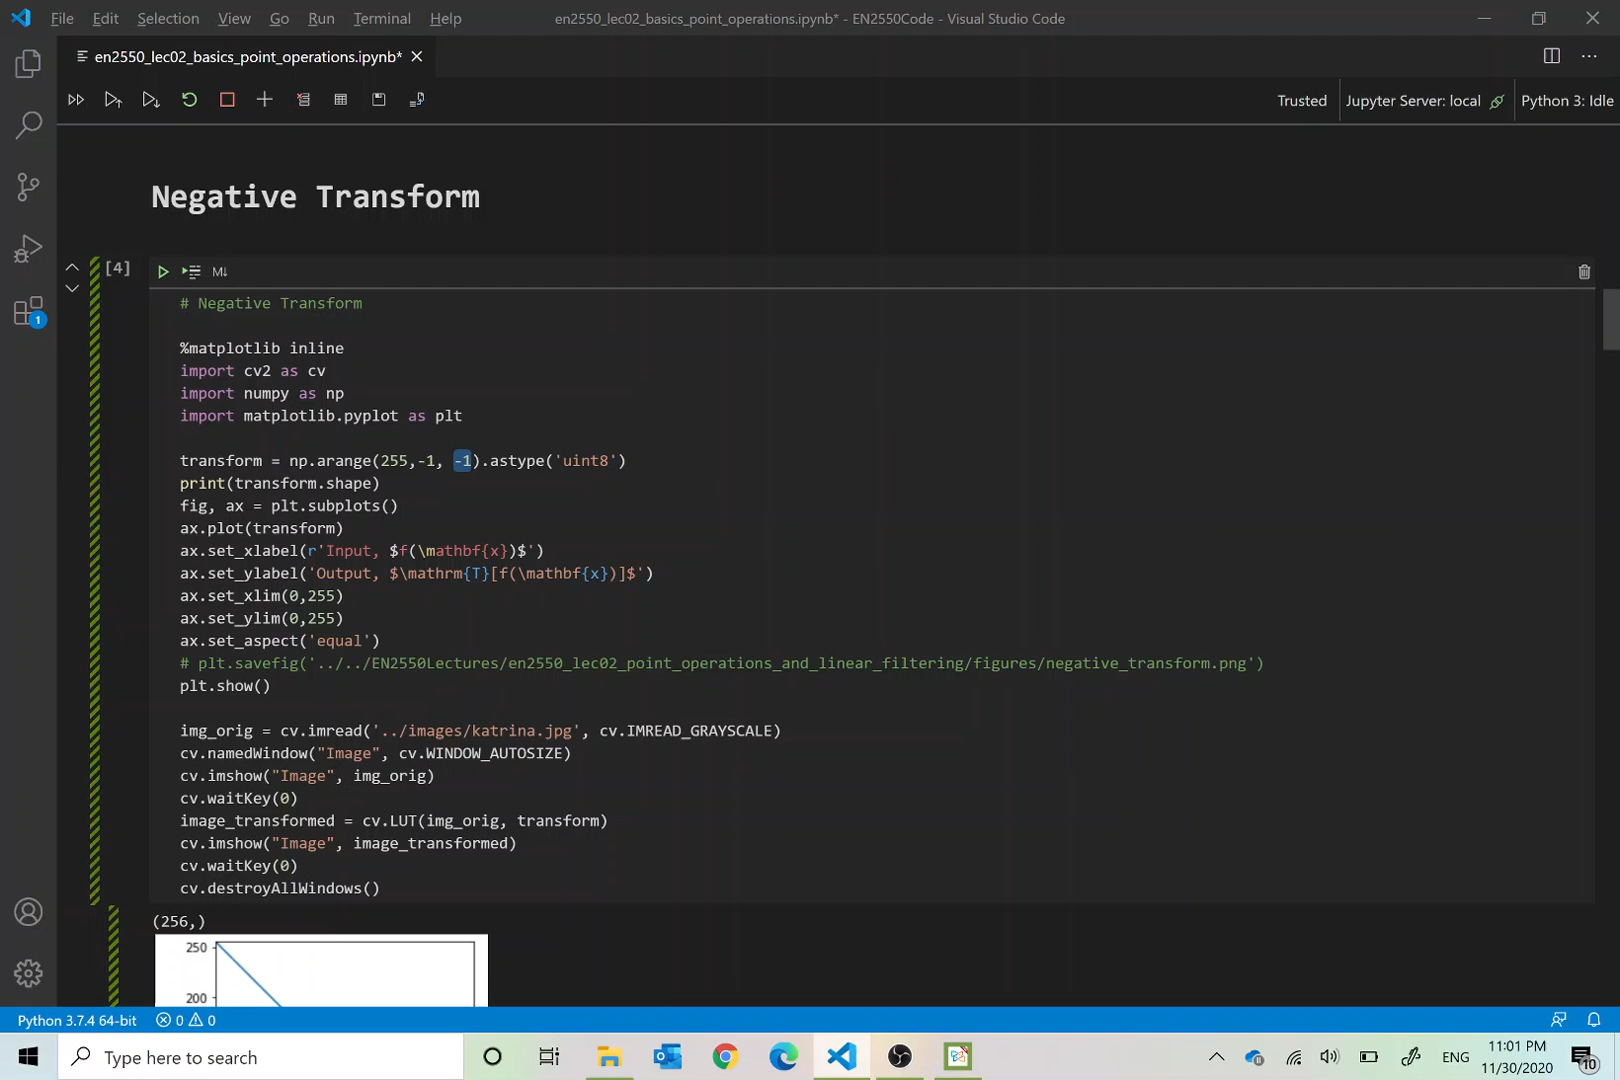 File Edit Selection View Go Run Terminal Help en2550_lec02_basics_point_operations.ipynb* - EN2550Code - Visual Studio Code
en2550_lec02_basics_point_operations.ipynb*
Trusted Jupyter Server: local Python 3: Idle
Negative Transform
[4] M↓
# Negative Transform
%matplotlib inline
import cv2 as cv
import numpy as np
import matplotlib.pyplot as plt
transform = np.arange(255,-1, -1).astype('uint8')
print(transform.shape)
fig, ax = plt.subplots()
ax.plot(transform)
ax.set_xlabel(r'Input, $f(\mathbf{x})$')
ax.set_ylabel('Output, $\mathrm{T}[f(\mathbf{x})]$')
ax.set_xlim(0,255)
ax.set_ylim(0,255)
ax.set_aspect('equal')
# plt.savefig('../../EN2550Lectures/en2550_lec02_point_operations_and_linear_filtering/figures/negative_transform.png')
plt.show()
img_orig = cv.imread('../images/katrina.jpg', cv.IMREAD_GRAYSCALE)
cv.namedWindow("Image", cv.WINDOW_AUTOSIZE)
cv.imshow("Image", img_orig)
cv.waitKey(0)
image_transformed = cv.LUT(img_orig, transform)
cv.imshow("Image", image_transformed)
cv.waitKey(0)
cv.destroyAllWindows()
(256,)
250
200
1
Python 3.7.4 64-bit 0 0
Type here to search
ENG
11:01 PM
11/30/2020
10